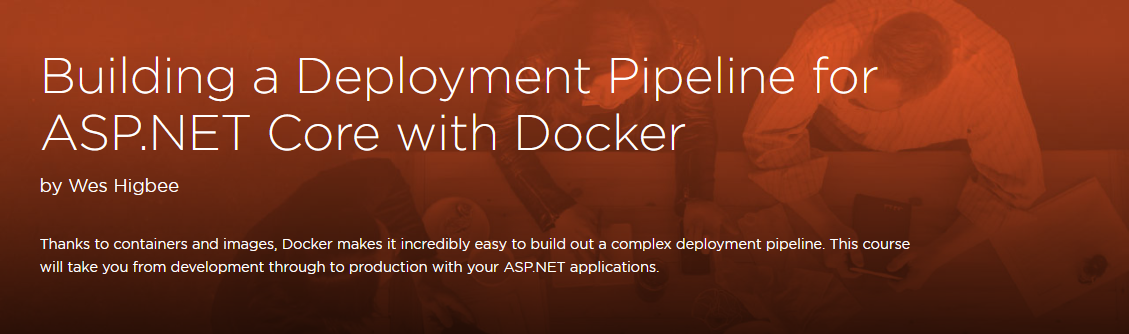 Building a Deployment Pipeline for
ASP.NET Core with Docker
by Wes Higbee
Thanks to containers and images, Docker makes it incredibly easy to build out a complex deployment pipeline. This course
will take you from development through to production with your ASP.NET applications.